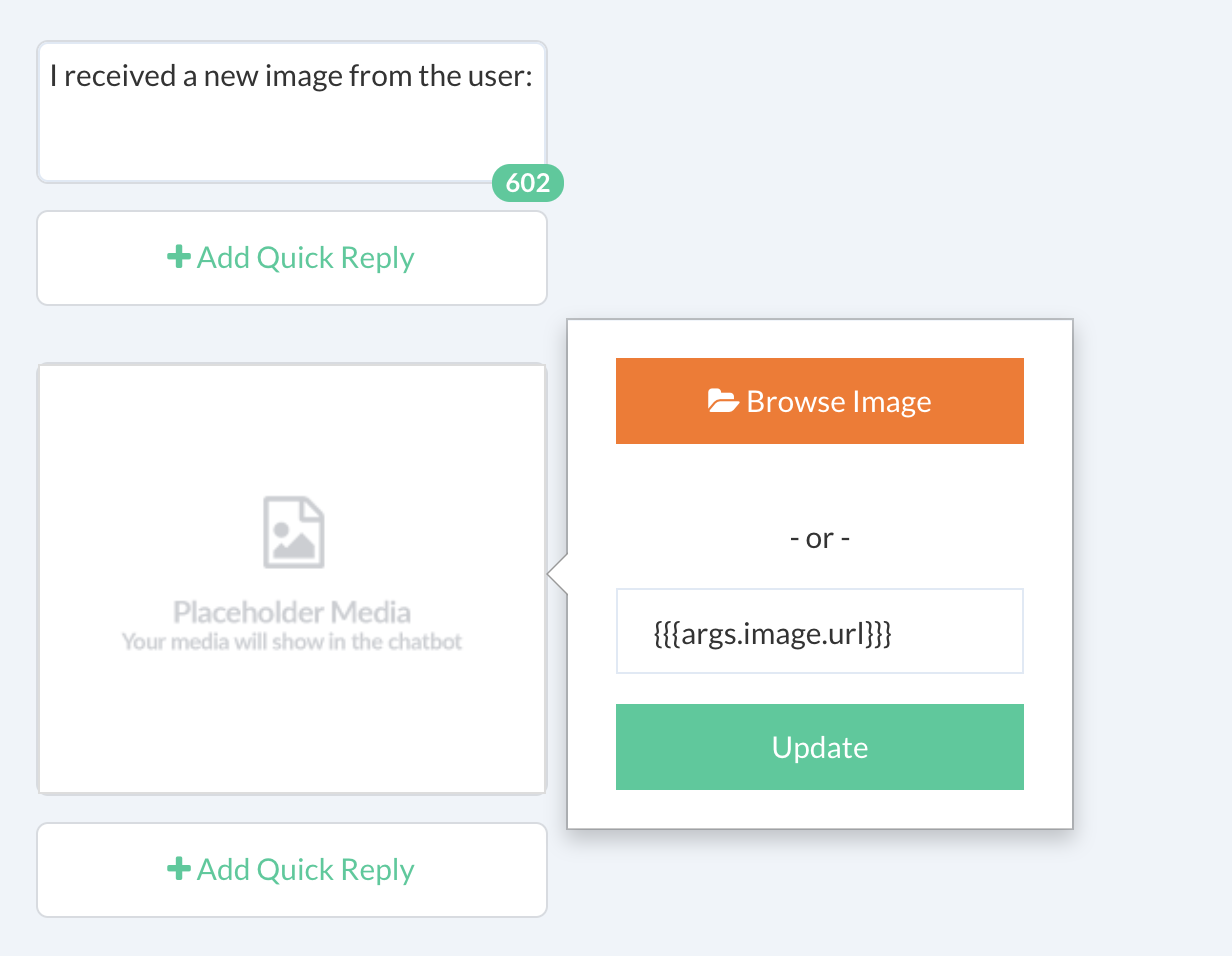 I received a new image from the user:
602
Add Quick Reply
Placeholder Media
Your media will show in the chatbot
Add Quick Reply
Browse Image
- or -
{{{args.image.url}}}
Update